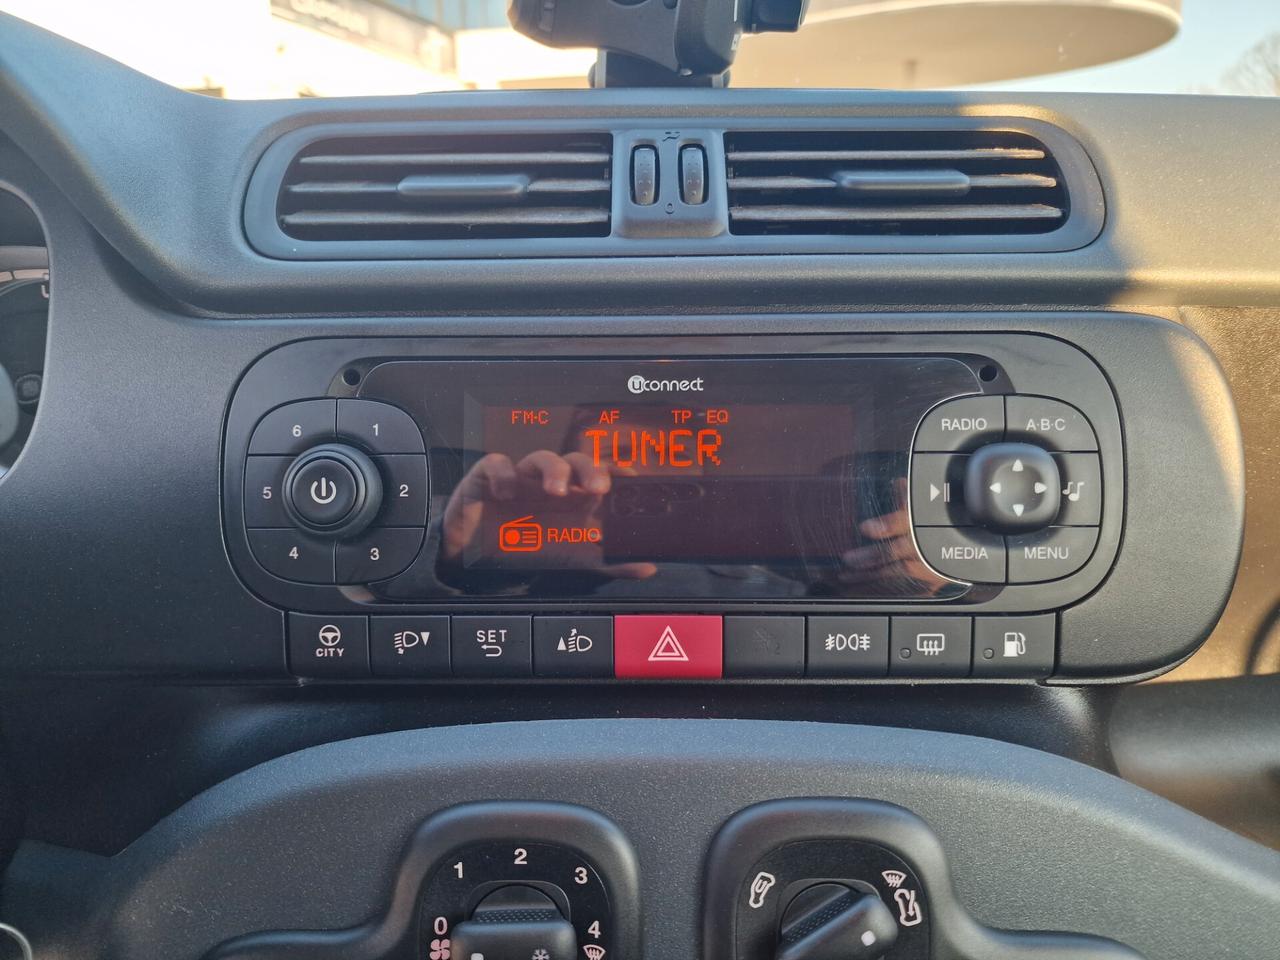 uconnect
FM-C AF TP EQ
TUNER
RADIO
6 1
5 2
4 3
RADIO A·B·C
MEDIA MENU
CITY
SET
0 1 2 3 4